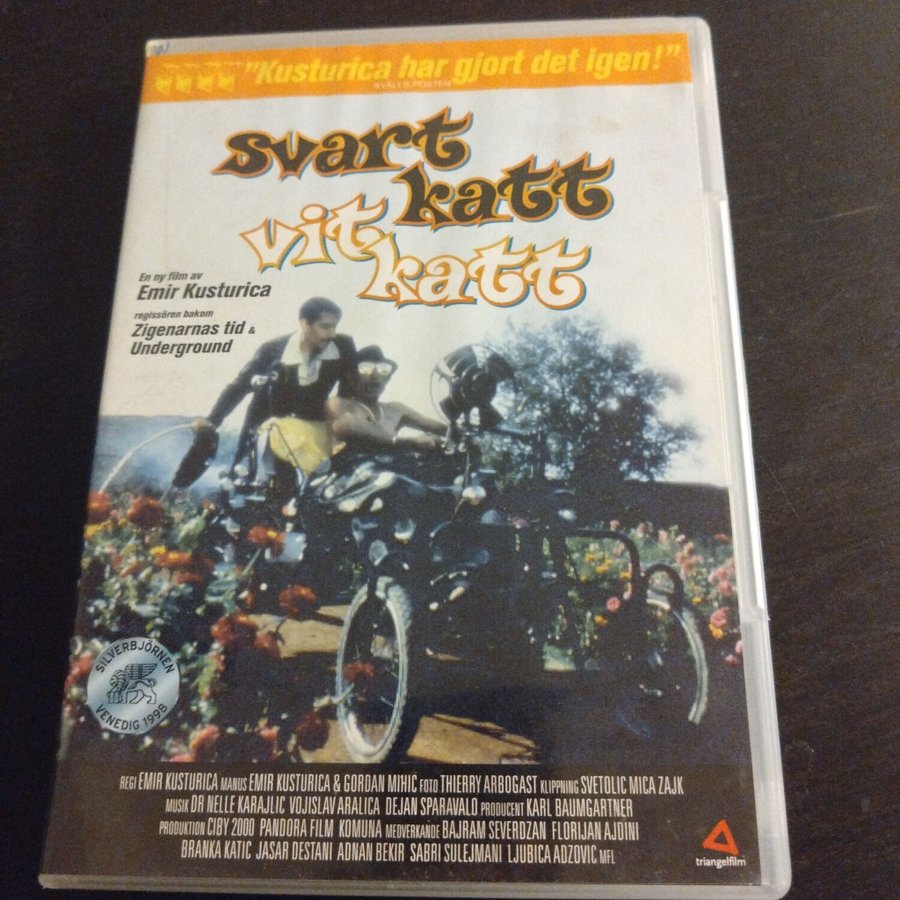 "Kusturica har gjort det igen!"
KVÄLLS POSTEN
svart
katt
vit
katt
En ny film av
Emir Kusturica
regissören bakom
Zigenarnas tid &
Underground
SILVERBJÖRNEN
VENEDIG 1998
REGI EMIR KUSTURICA MANUS EMIR KUSTURICA & GORDAN MIHIC FOTO THIERRY ARBOGAST KLIPPNING SVETOLIC MICA ZAJK
MUSIK DR NELLE KARAJLIC VOJISLAV ARALICA DEJAN SPARAVALO PRODUCENT KARL BAUMGARTNER
PRODUKTION CIBY 2000 PANDORA FILM KOMUNA MEDVERKANDE BAJRAM SEVERDZAN FLORIJAN AJDINI
BRANKA KATIC JASAR DESTANI ADNAN BEKIR SABRI SULEJMANI LJUBICA ADZOVIC MFL
triangelfilm